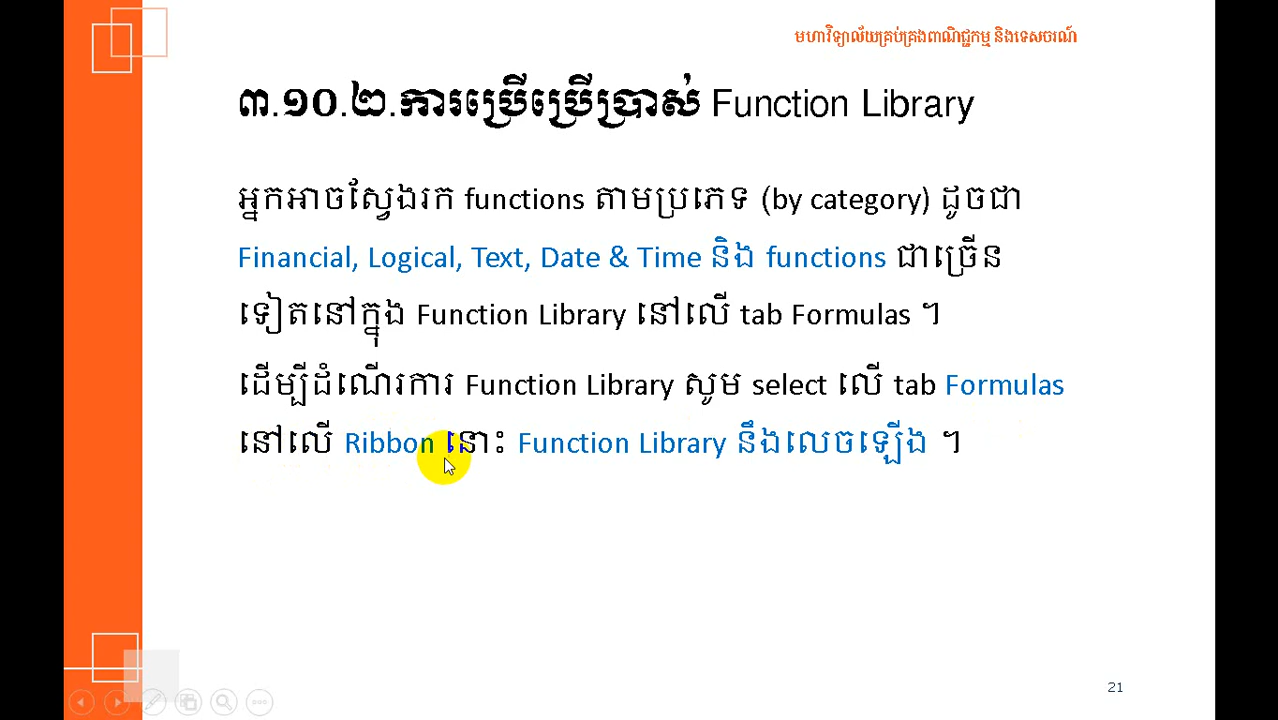 មហាវិទ្យាល័យគ្រប់គ្រងពាណិជ្ជកម្ម និងទេសចរណ៍
៣.១០.២.ការប្រើប្រើប្រាស់ Function Library
អ្នកអាចស្វែងរក functions តាមប្រភេទ (by category) ដូចជា
Financial, Logical, Text, Date & Time និង functions ជាច្រើន
ទៀតនៅក្នុង Function Library នៅលើ tab Formulas ។
ដើម្បីដំណើរការ Function Library សូម select លើ tab Formulas
នៅលើ Ribbon នោះ Function Library នឹងលេចឡើង ។
21